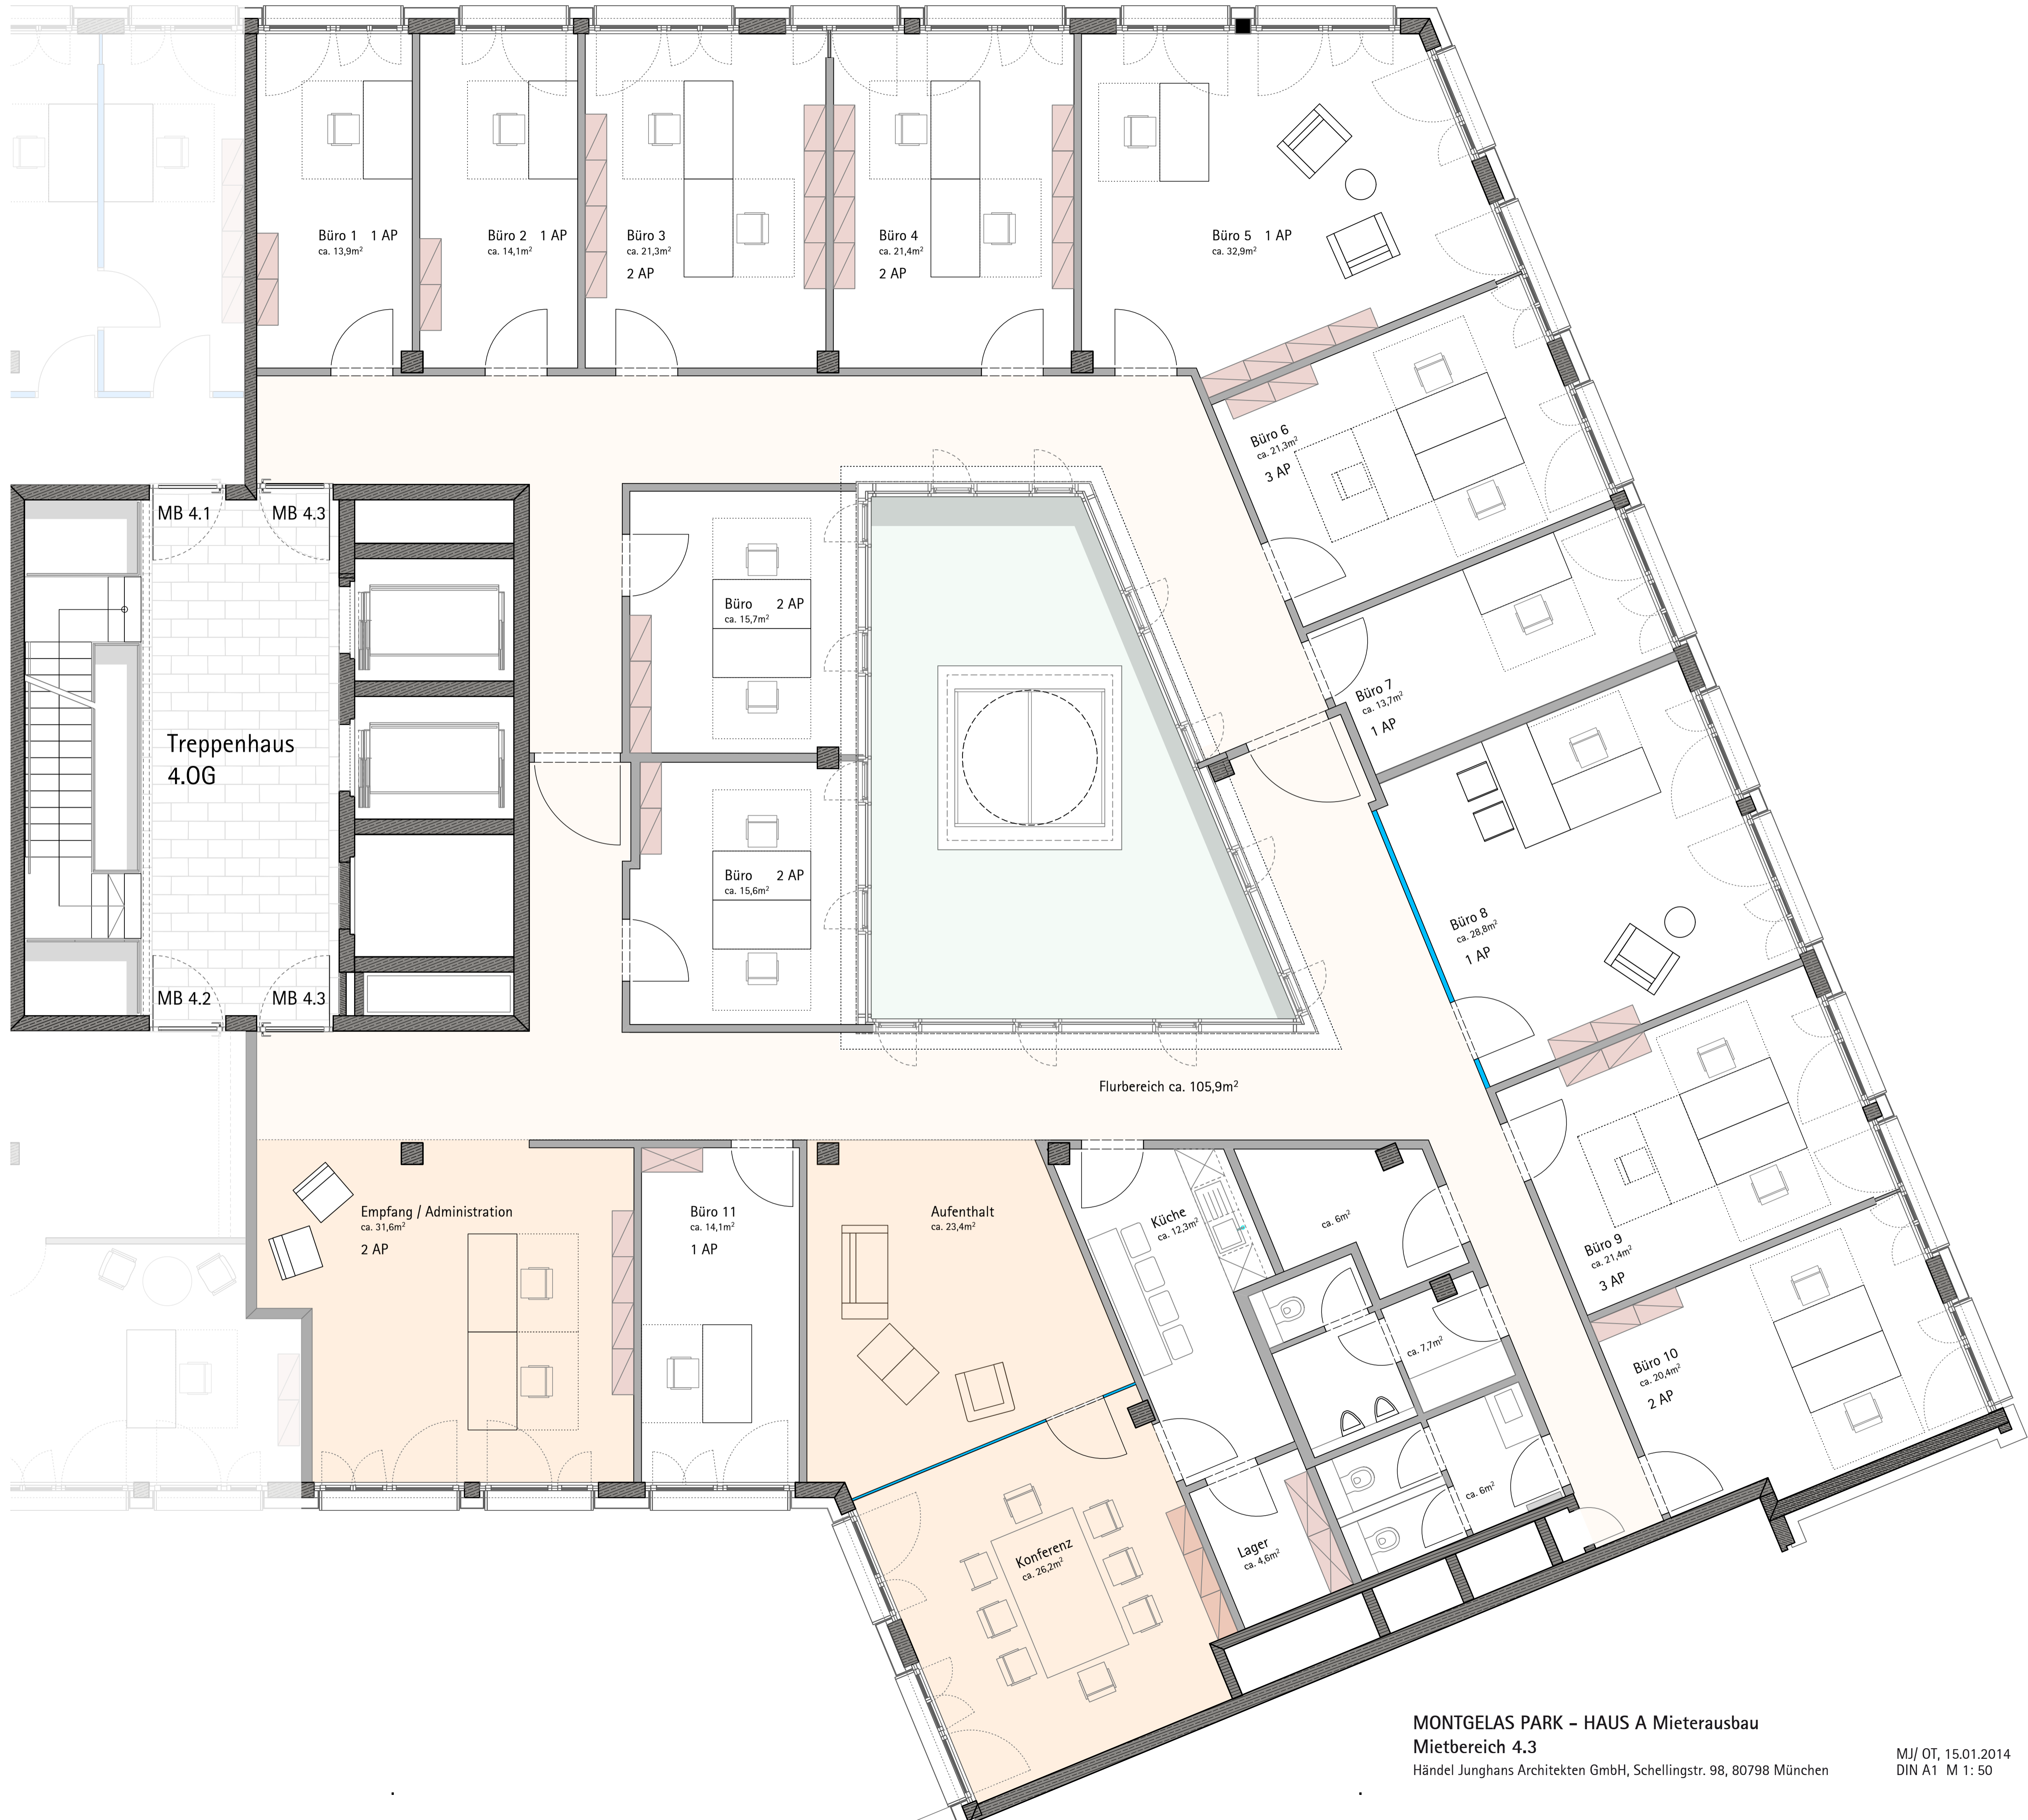 Büro 1 1 AP
ca. 13,9m²
Büro 2 1 AP
ca. 14,1m²
Büro 3
ca. 21,3m²
2 AP
Büro 4
ca. 21,4m²
2 AP
Büro 5 1 AP
ca. 32,9m²
Büro 6
ca. 21,3m²
3 AP
MB 4.1
MB 4.3
Büro 2 AP
ca. 15,7m²
Büro 7
ca. 13,7m²
1 AP
Treppenhaus
4.OG
Büro 2 AP
ca. 15,6m²
Büro 8
ca. 28,8m²
1 AP
MB 4.2
MB 4.3
Flurbereich ca. 105,9m²
Empfang / Administration
ca. 31,6m²
2 AP
Büro 11
ca. 14,1m²
1 AP
Aufenthalt
ca. 23,4m²
Küche
ca. 12,3m²
ca. 6m²
Büro 9
ca. 21,4m²
3 AP
ca. 7,7m²
Büro 10
ca. 20,4m²
2 AP
ca. 6m²
Konferenz
ca. 26,2m²
Lager
ca. 4,6m²
MONTGELAS PARK - HAUS A Mieterausbau
Mietbereich 4.3
Händel Junghans Architekten GmbH, Schellingstr. 98, 80798 München
MJ/ OT, 15.01.2014
DIN A1 M 1: 50